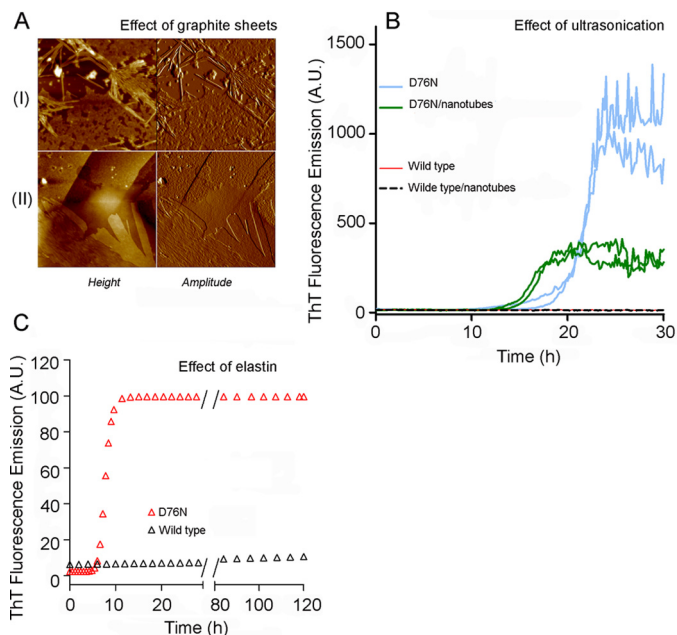 A
Effect of graphite sheets
(I)
(II)
Height
Amplitude
B
Effect of ultrasonication
ThT Fluorescence Emission (A.U.)
1500
1000
500
0
D76N
D76N/nanotubes
Wild type
Wilde type/nanotubes
0 10 20 30
Time (h)
C
Effect of elastin
ThT Fluorescence Emission (A.U.)
120
100
80
60
40
20
0
D76N
Wild type
0 10 20 80 100 120
Time (h)